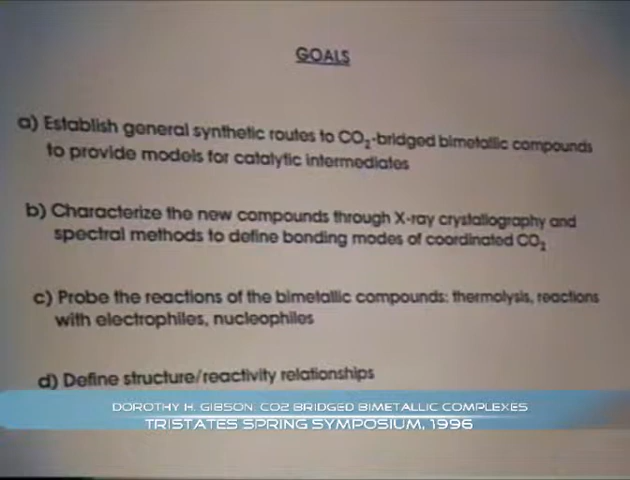 GOALS
a) Establish general synthetic routes to CO₂-bridged bimetallic compounds
to provide models for catalytic intermediates
b) Characterize the new compounds through X-ray crystallography and
spectral methods to define bonding modes of coordinated CO₂
c) Probe the reactions of the bimetallic compounds: thermolysis, reactions
with electrophiles, nucleophiles
d) Define structure/reactivity relationships
DOROTHY H. GIBSON: CO2 BRIDGED BIMETALLIC COMPLEXES
TRISTATES SPRING SYMPOSIUM, 1996